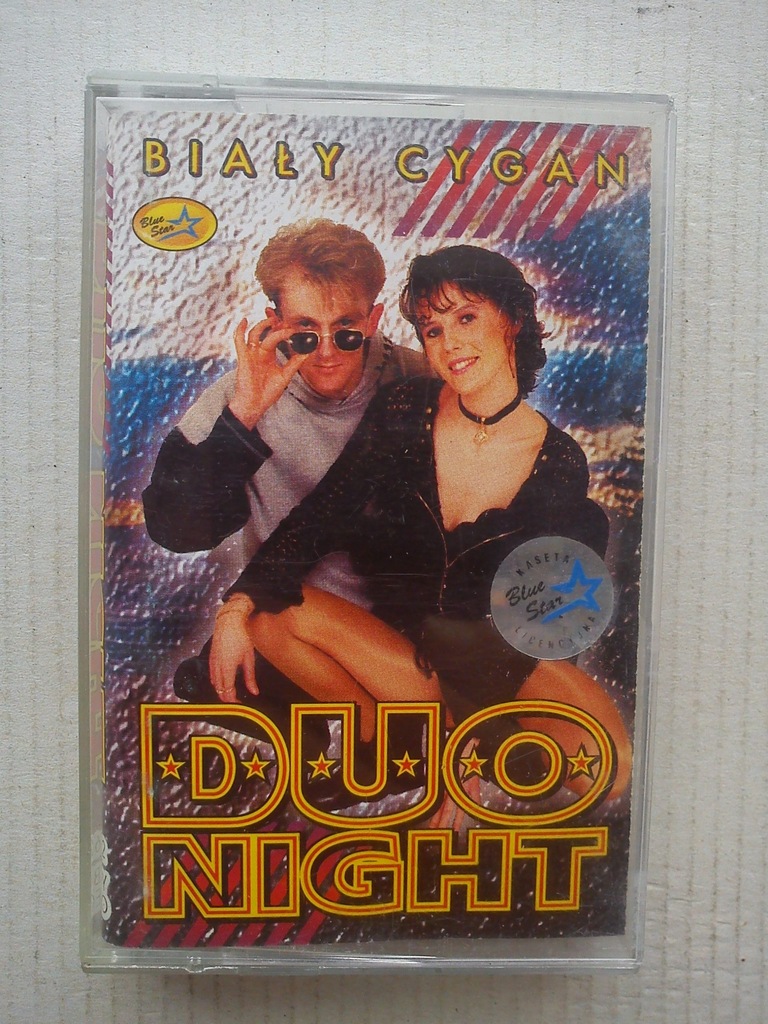 BIAŁY CYGAN
Blue
Star
KASETA
Blue
Star
LICENCYJNA
DUO
NIGHT